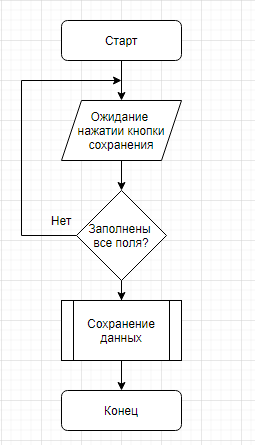 Старт
Ожидание
нажатии кнопки
сохранения
Нет
Заполнены
все поля?
Сохранение
данных
Конец